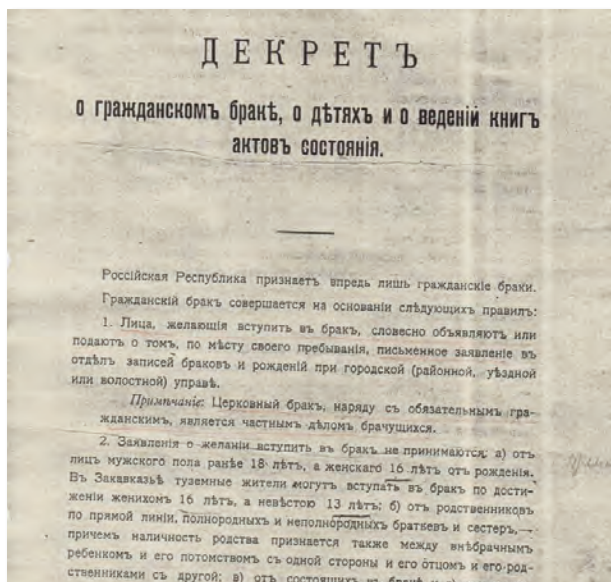 ДЕКРЕТЪ
о гражданскомъ бракѣ, о дѣтяхъ и о веденій книгъ
актовъ состоянія.
Россійская Республика признаетъ впредь лишь гражданскіе браки.
Гражданскій бракъ совершается на основаніи слѣдующихъ правилъ:
1. Лица, желающія вступить въ бракъ, словесно объявляютъ или
подаютъ о томъ, по мѣсту своего пребыванія, письменное заявленіе въ
отдѣлъ записей браковъ и рожденій при городской (районной, уѣздной
или волостной) управѣ.
Примѣчаніе: Церковный бракъ, наряду съ обязательнымъ гра-
жданскимъ, является частнымъ дѣломъ брачущихся.
2. Заявленія о желаніи вступить въ бракъ не принимаются; а) отъ
лицъ мужского пола ранѣе 18 лѣтъ, а женскаго 16 лѣтъ отъ рожденія.
Въ Закавказьѣ туземные жители могутъ вступать въ бракъ по дости-
женіи женихомъ 16 лѣтъ, а невѣстою 13 лѣтъ; б) отъ родственниковъ
по прямой линіи, полнородныхъ и неполнородныхъ братьевъ и сестеръ,—
причемъ наличность родства признается также между внѣбрачнымъ
ребенкомъ и его потомствомъ съ одной стороны и его отцомъ и его род-
ственниками съ другой; в) отъ состоящихъ въ бракѣ